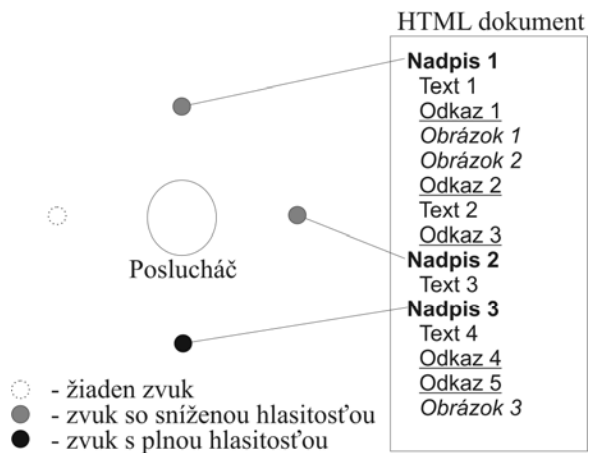 HTML dokument
Nadpis 1
Text 1
Odkaz 1
Obrázok 1
Obrázok 2
Odkaz 2
Text 2
Odkaz 3
Nadpis 2
Text 3
Nadpis 3
Text 4
Odkaz 4
Odkaz 5
Obrázok 3
Poslucháč
- žiaden zvuk
- zvuk so sníženou hlasitosťou
- zvuk s plnou hlasitosťou